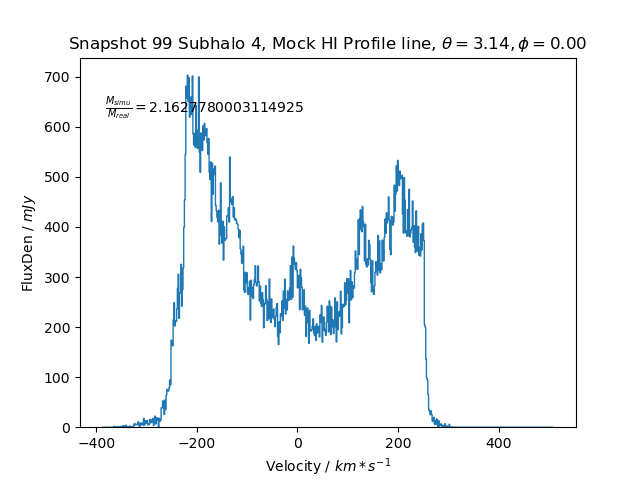 Snapshot 99 Subhalo 4, Mock HI Profile line, θ = 3.14, ϕ = 0.00
M_simu/M_real = 2.1627780003114925
FluxDen / mJy
700
600
500
400
300
200
100
0
−400 −200 0 200 400
Velocity / km * s⁻¹